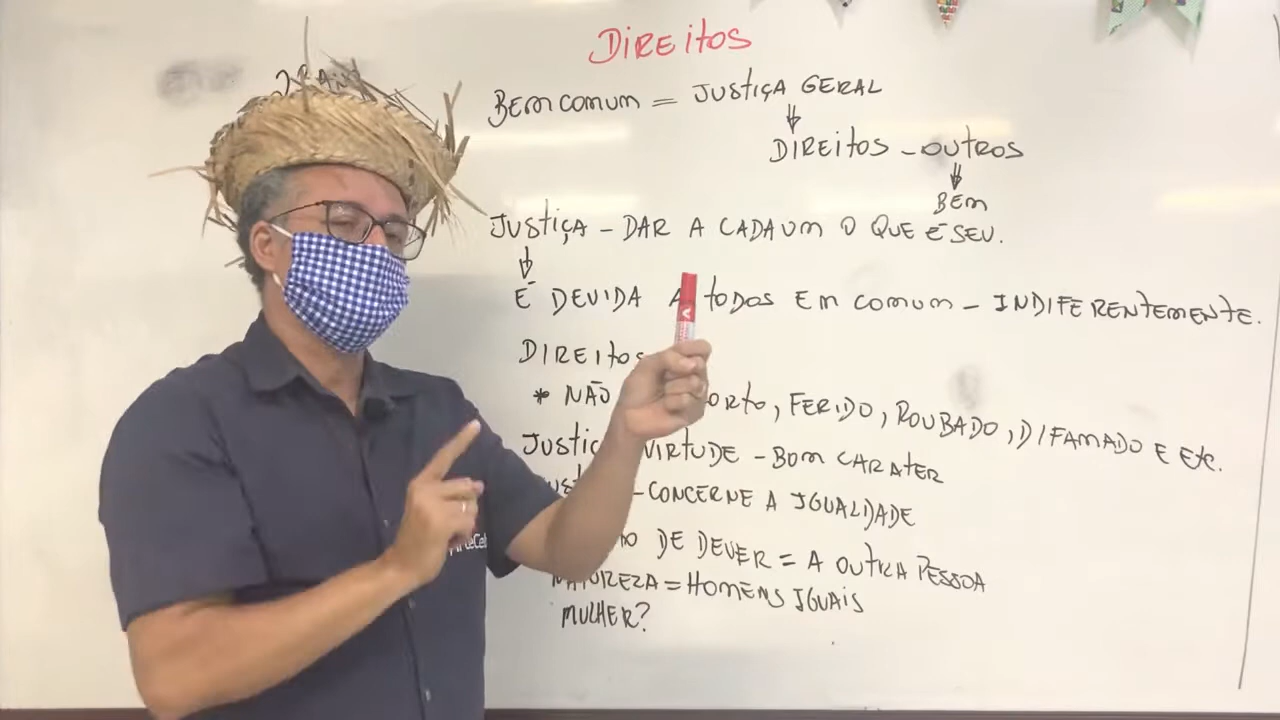 DIREITOS
BEM COMUM = JUSTIÇA GERAL
DIREITOS - OUTROS
BEM
JUSTIÇA - DAR A CADA UM O QUE É SEU.
É DEVIDA A TODOS EM COMUM - INDIFERENTEMENTE.
DIREITOS
* NÃO ORTO, FERIDO, ROUBADO, DIFAMADO E ETC.
JUSTIÇ VIRTUDE - BOM CARATER
- CONCERNE A IGUALDADE
DE DEVER = A OUTRA PESSOA
NATUREZA = HOMENS IGUAIS
MULHER?